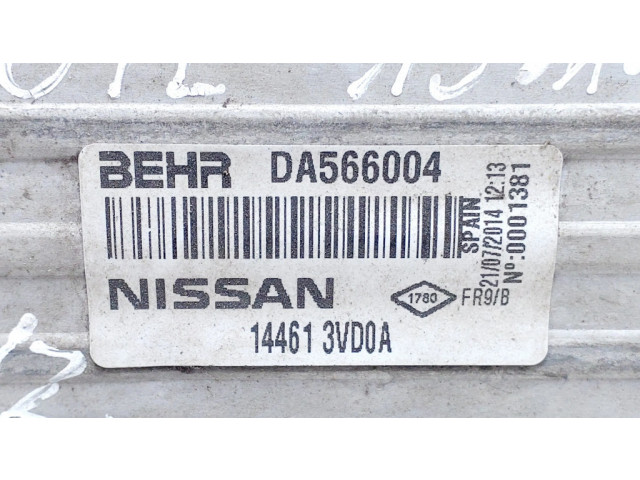 BEHR DA566004
SPAIN
21/07/2014 12:13
Nº:0001381
NISSAN 1780 FR9/B
14461 3VD0A